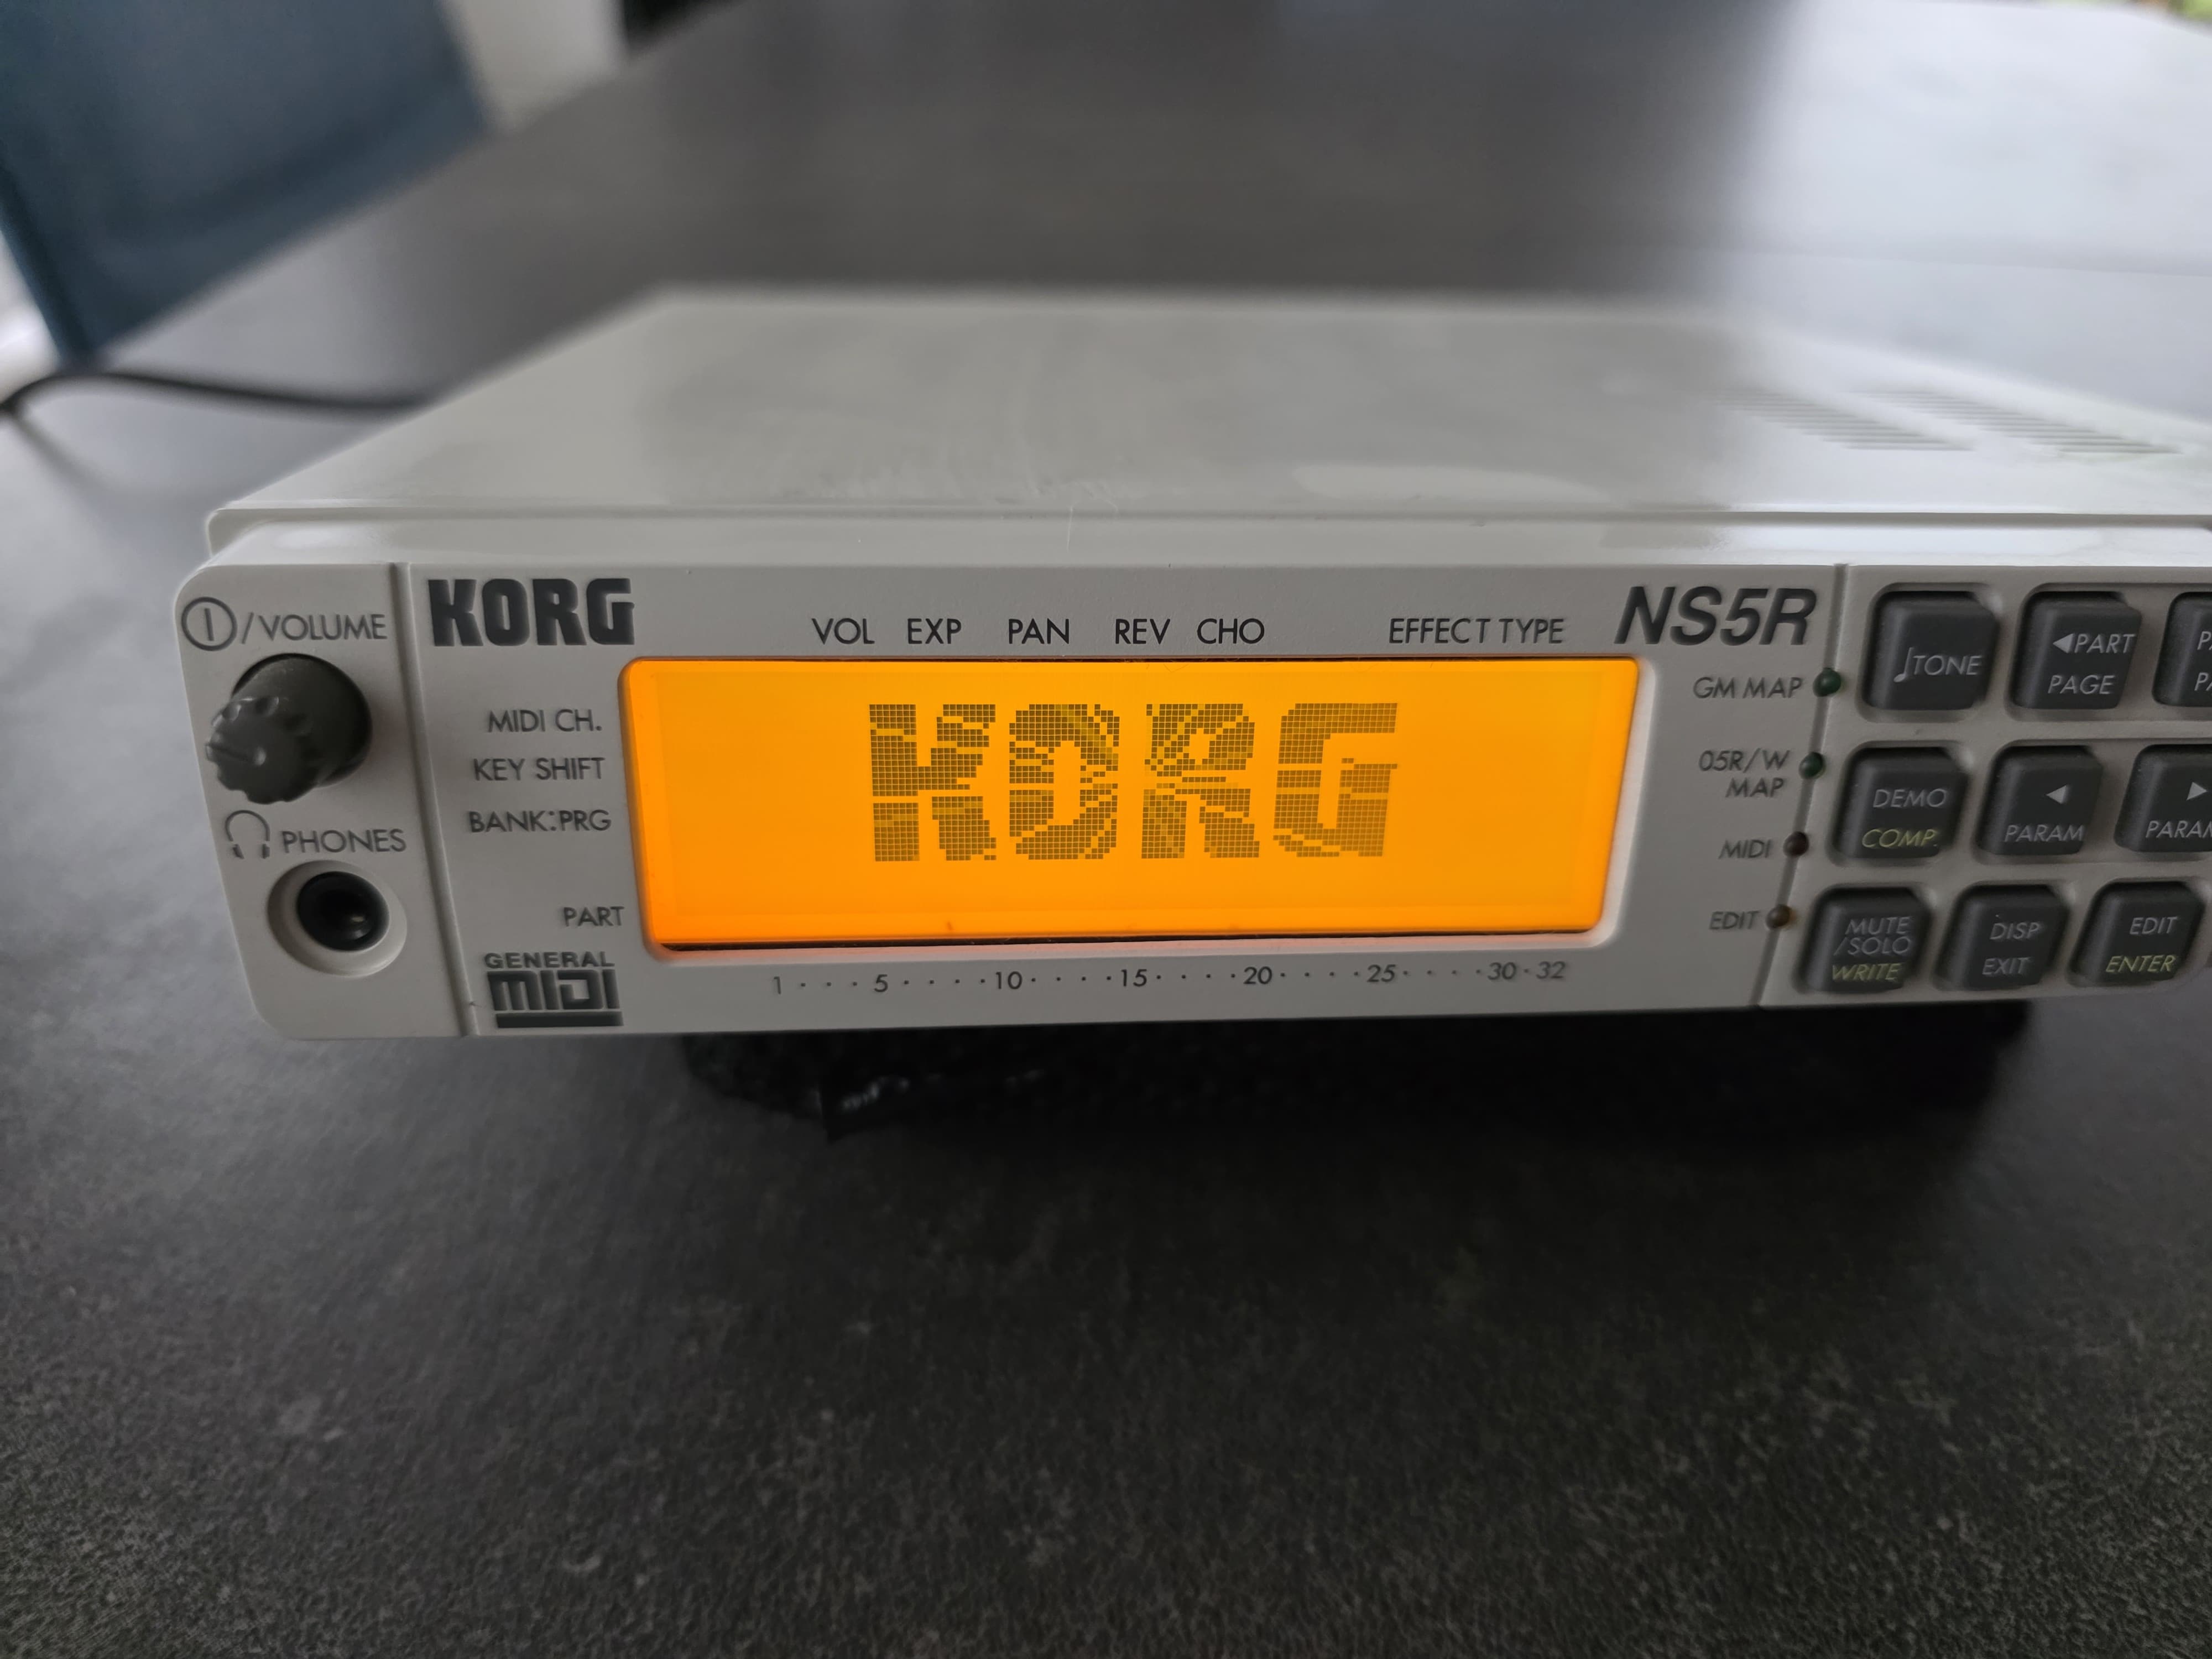 KORG
VOL EXP PAN REV CHO EFFECT TYPE
NS5R
/VOLUME
PHONES
MIDI CH.
KEY SHIFT
BANK:PRG
PART
GENERAL
MIDI
KORG
1 · · · 5 · · · · 10 · · · · 15 · · · · 20 · · · · 25 · · · · 30 · 32
GM MAP
05R/W
MAP
MIDI
EDIT
♩TONE
◀PART
PAGE
DEMO
COMP.
◀
PARAM
▶
MUTE
/SOLO
WRITE
DISP
EXIT
EDIT
ENTER